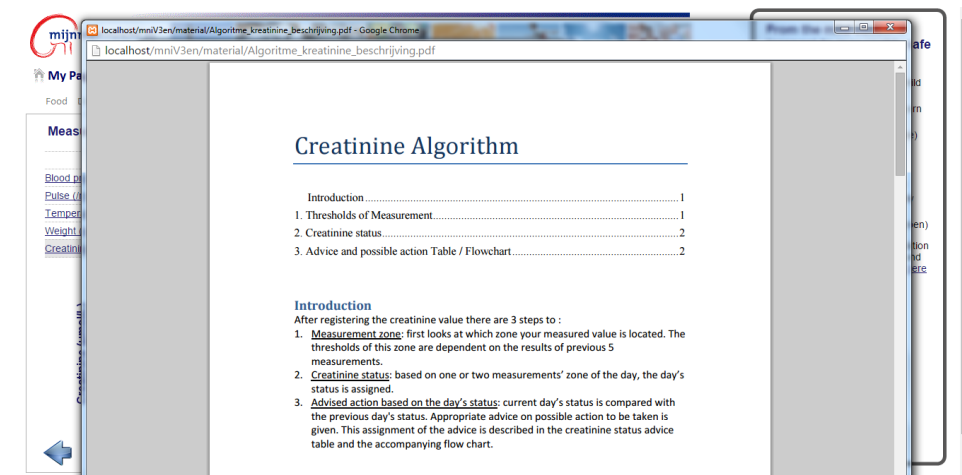 localhost/mniV3en/material/Algoritme_kreatinine_beschrijving.pdf - Google Chrome
localhost/mniV3en/material/Algoritme_kreatinine_beschrijving.pdf
From the
afe
mijn
My Pa
Food
Meas
Blood pr
Pulse (/
Temper
Weight
Creatini
Creatinine (umol/L)
Creatinine Algorithm
Introduction 1
1. Thresholds of Measurement 1
2. Creatinine status 2
3. Advice and possible action Table / Flowchart 2
Introduction
After registering the creatinine value there are 3 steps to :
1. Measurement zone: first looks at which zone your measured value is located. The
thresholds of this zone are dependent on the results of previous 5
measurements.
2. Creatinine status: based on one or two measurements' zone of the day, the day's
status is assigned.
3. Advised action based on the day's status: current day's status is compared with
the previous day's status. Appropriate advice on possible action to be taken is
given. This assignment of the advice is described in the creatinine status advice
table and the accompanying flow chart.
ild
rn
e)
en)
tion
nd
ere